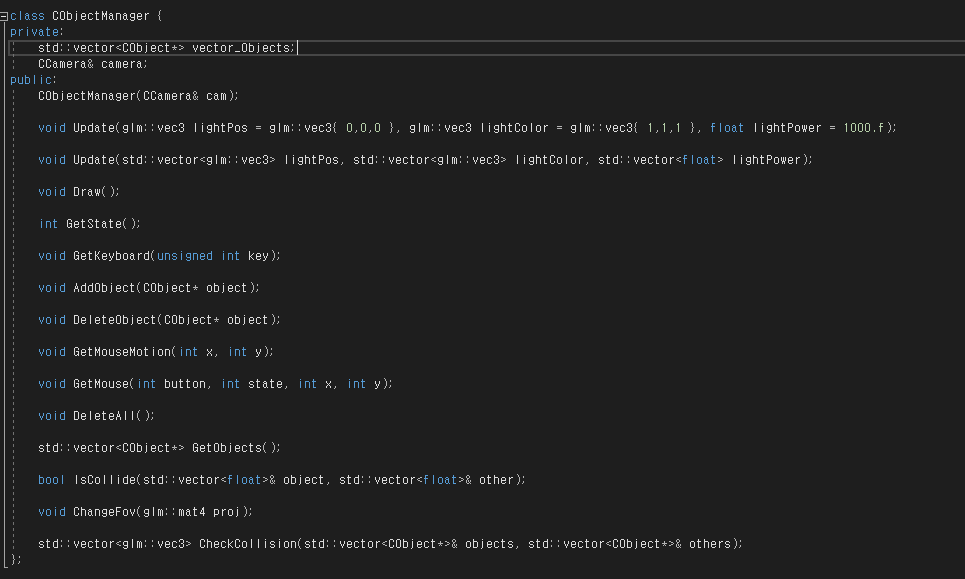 class CObjectManager {
private:
std::vector<CObject*> vector_Objects;
CCamera& camera;
public:
CObjectManager(CCamera& cam);
void Update(glm::vec3 lightPos = glm::vec3{ 0,0,0 }, glm::vec3 lightColor = glm::vec3{ 1,1,1 }, float lightPower = 1000.f);
void Update(std::vector<glm::vec3> lightPos, std::vector<glm::vec3> lightColor, std::vector<float> lightPower);
void Draw();
int GetState();
void GetKeyboard(unsigned int key);
void AddObject(CObject* object);
void DeleteObject(CObject* object);
void GetMouseMotion(int x, int y);
void GetMouse(int button, int state, int x, int y);
void DeleteAll();
std::vector<CObject*> GetObjects();
bool IsCollide(std::vector<float>& object, std::vector<float>& other);
void ChangeFov(glm::mat4 proj);
std::vector<glm::vec3> CheckCollision(std::vector<CObject*>& objects, std::vector<CObject*>& others);
};